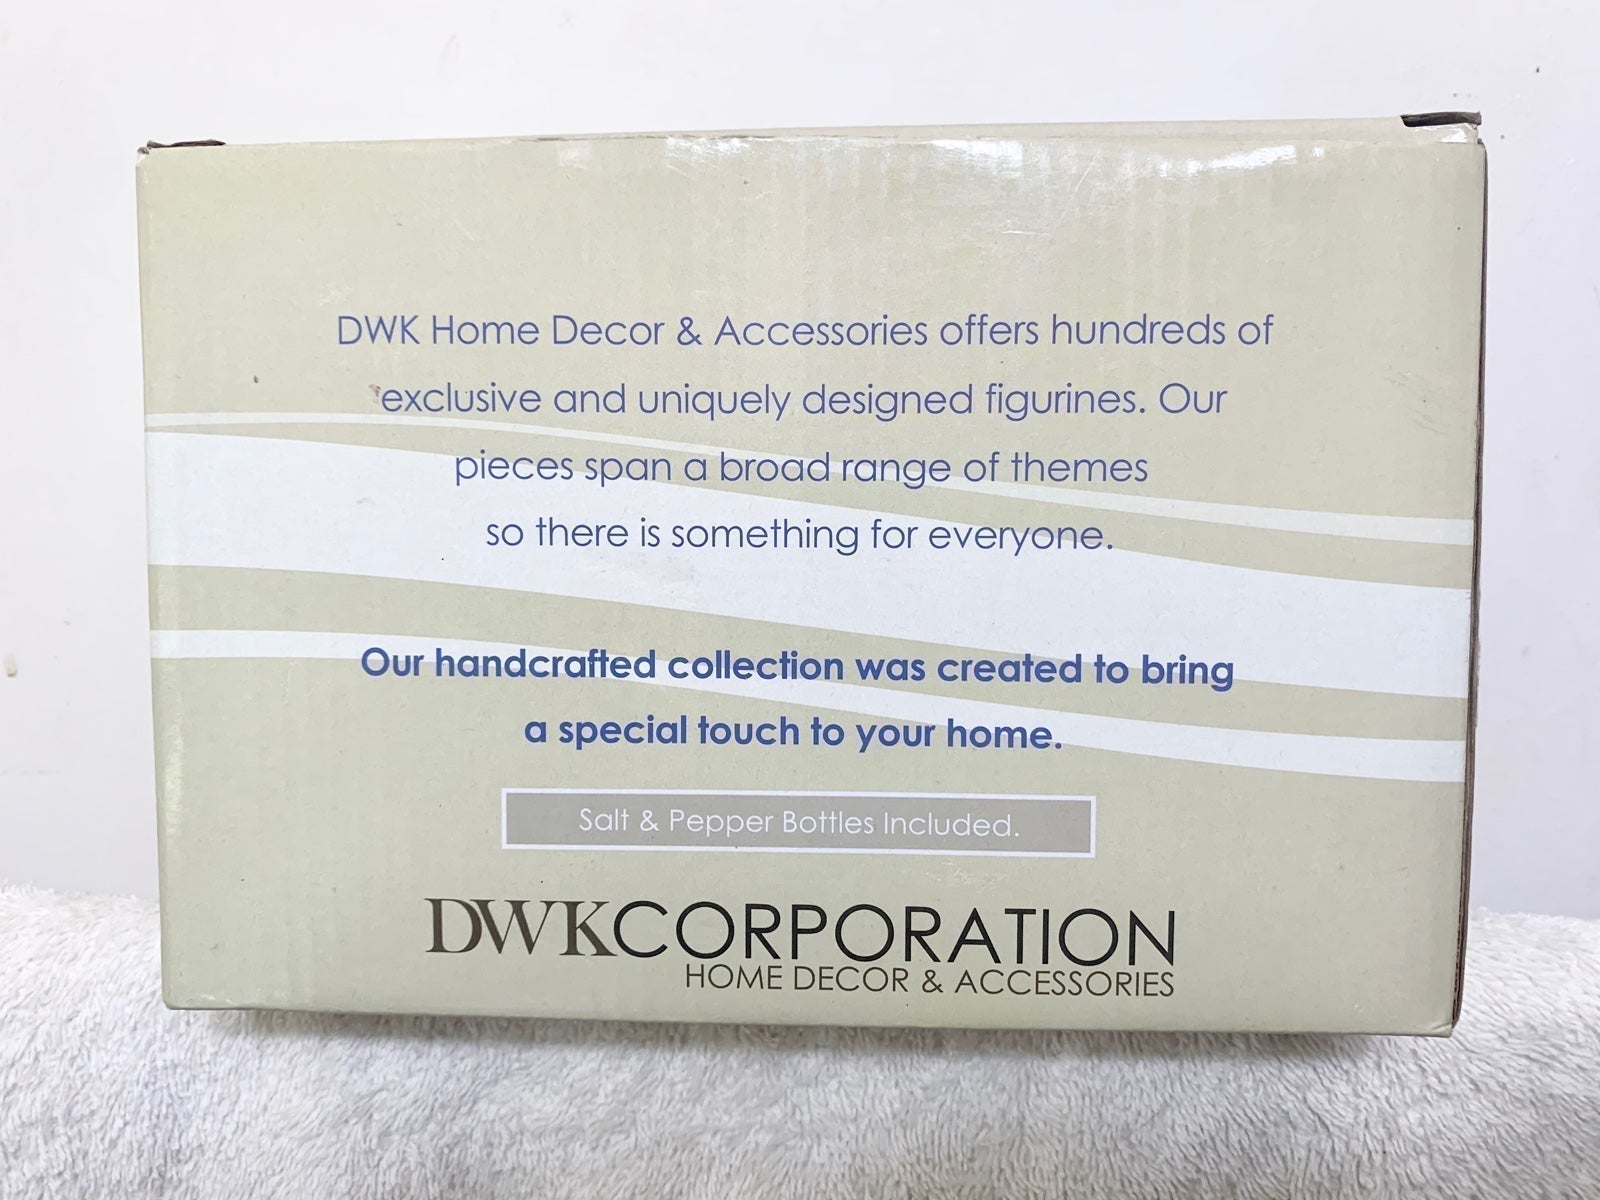 DWK Home Decor & Accessories offers hundreds of
exclusive and uniquely designed figurines. Our
pieces span a broad range of themes
so there is something for everyone.
Our handcrafted collection was created to bring
a special touch to your home.
Salt & Pepper Bottles Included.
DWKCORPORATION
HOME DECOR & ACCESSORIES